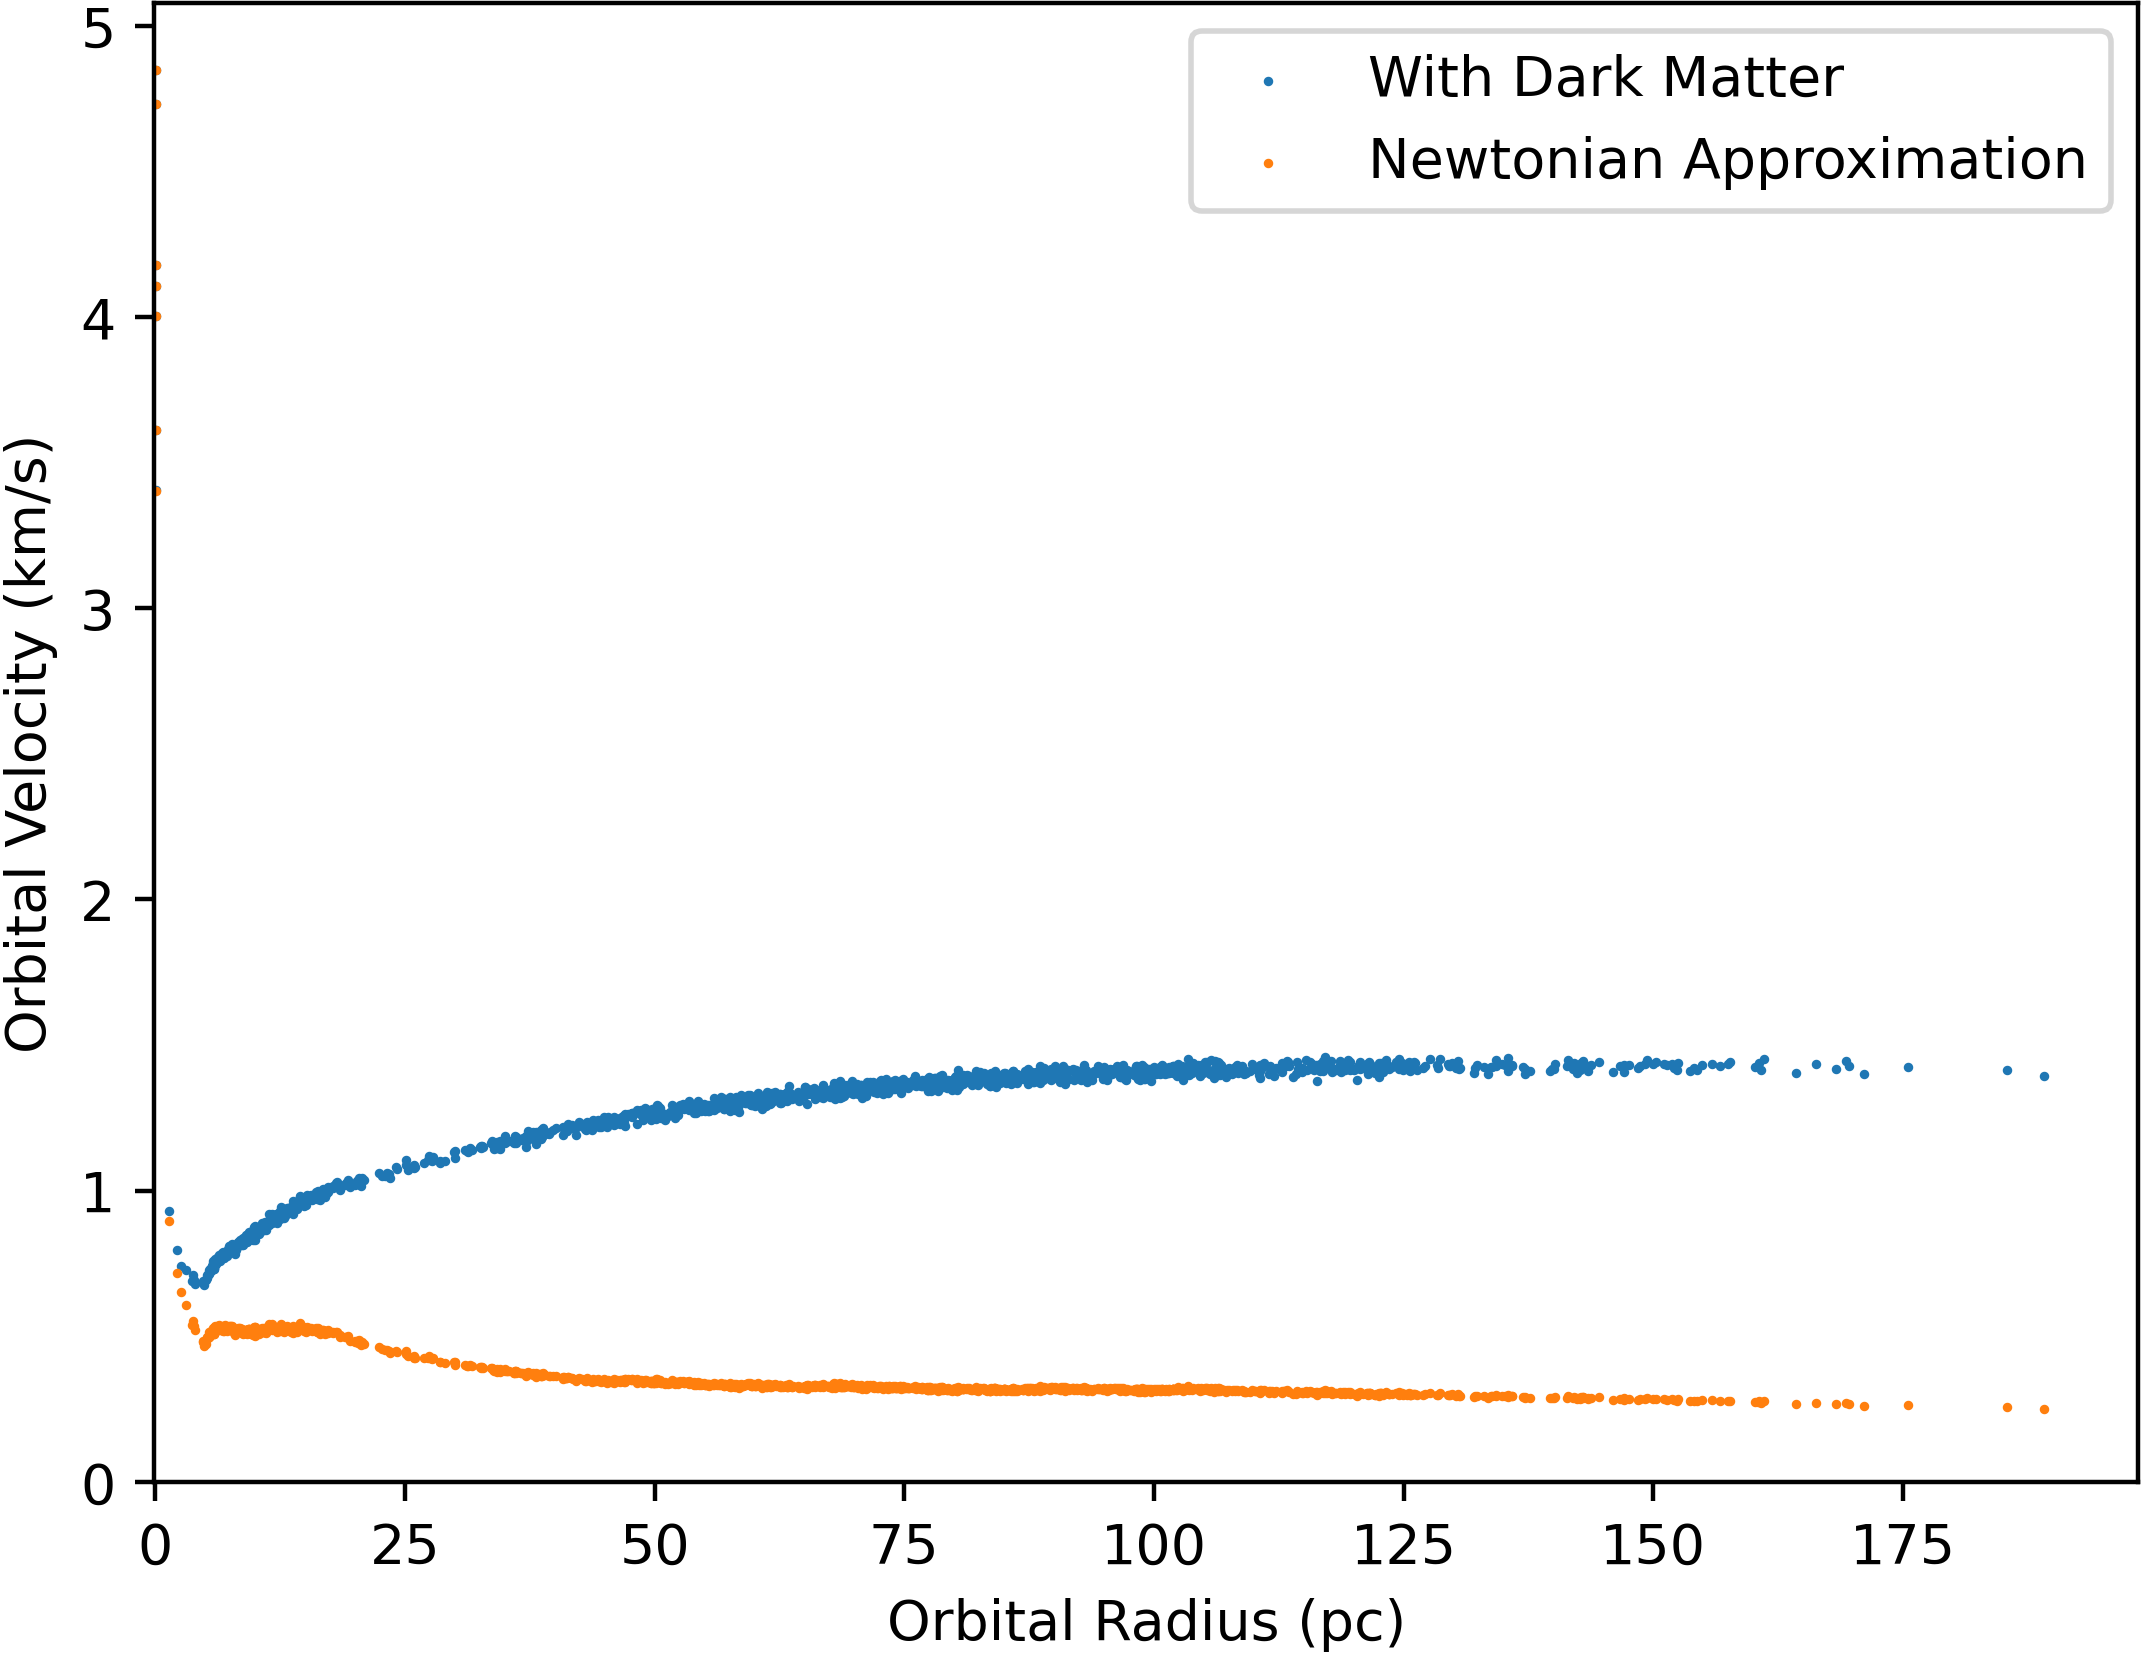 With Dark Matter
Newtonian Approximation
Orbital Velocity (km/s)
5
4
3
2
1
0
0 25 50 75 100 125 150 175
Orbital Radius (pc)